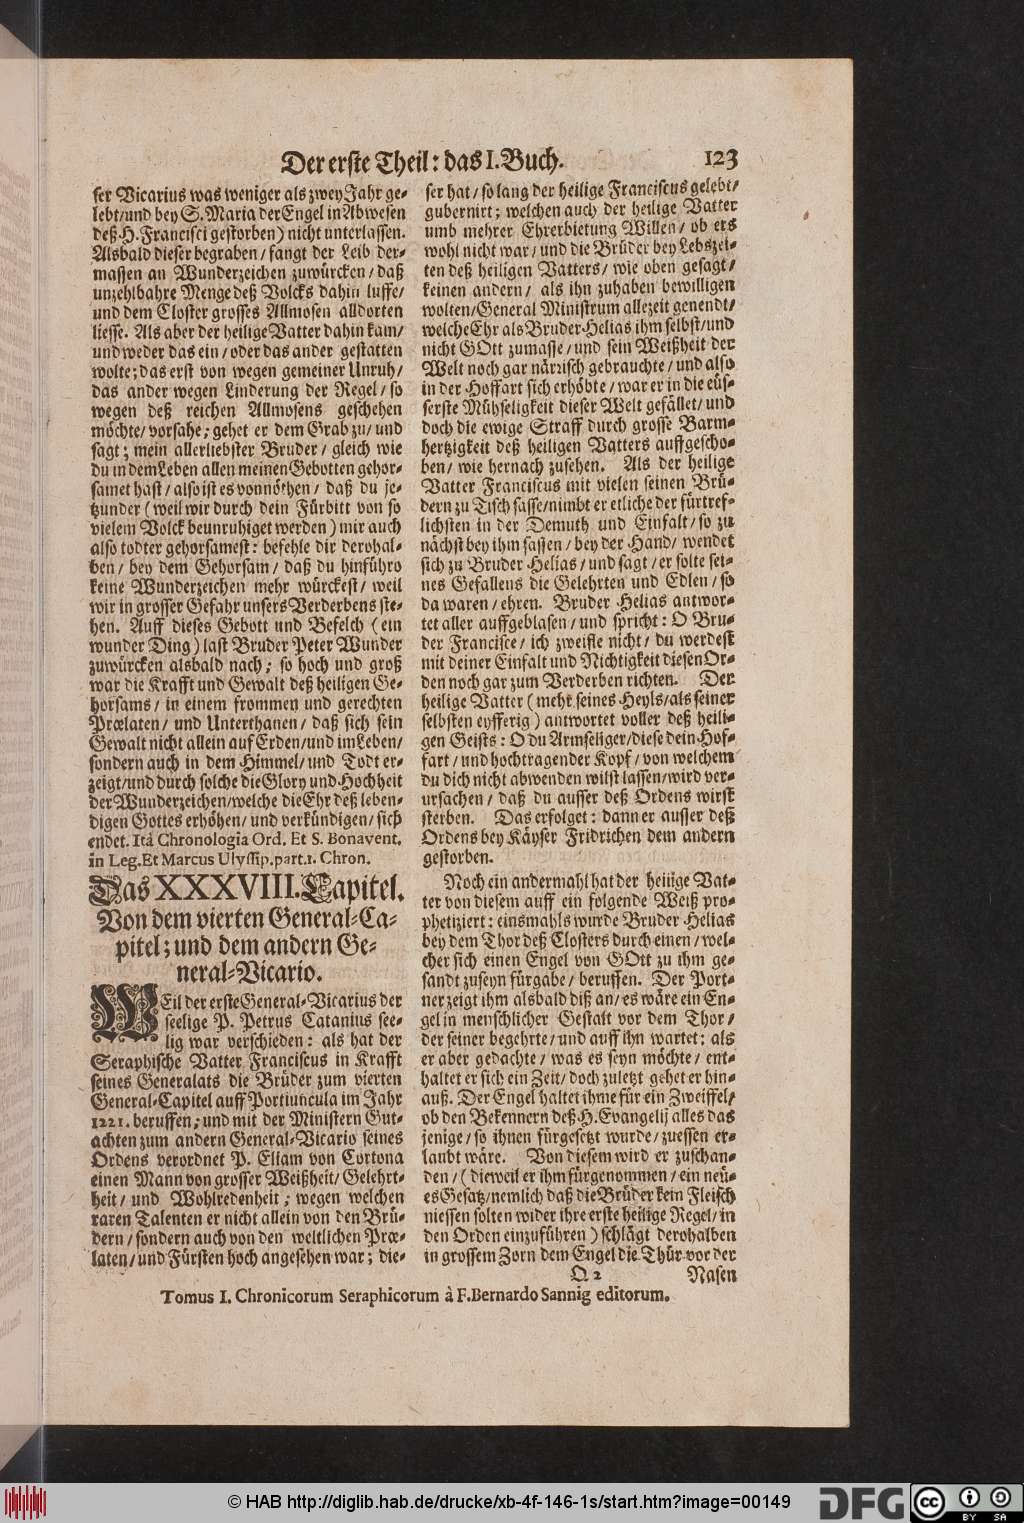 Der erste Theil: das I. Buch. 123
ser Vicarius was weniger als zwey Jahr ge-
lebt/und bey S. Maria der Engel in Abwesen
deß H. Francisci gestorben) nicht unterlassen.
Alsbald dieser begraben/ fangt der Leib der-
massen an Wunderzeichen zuwürcken/ daß
unzehlbahre Menge deß Volcks dahin luffe/
und dem Closter grosses Allmosen alldorten
liesse. Als aber der heilige Vatter dahin kam/
und weder das ein/ oder das ander gestatten
wolte; das erst von wegen gemeiner Unruh/
das ander wegen Linderung der Regel/ so
wegen deß reichen Allmosens geschehen
möchte/ vorsahe; gehet er dem Grab zu/ und
sagt; mein allerliebster Bruder/ gleich wie
du in dem Leben allen meinen Gebotten gehor-
samet hast/ also ist es vonnöthen/ daß du je-
tzunder (weil wir durch dein Fürbitt von so
vielem Volck beunruhiget werden) mir auch
also todter gehorsamest: befehle dir derohal-
ben/ bey dem Gehorsam/ daß du hinführo
keine Wunderzeichen mehr würckest/ weil
wir in grosser Gefahr unsers Verderbens ste-
hen. Auff dieses Gebott und Befelch (ein
wunder Ding) last Bruder Peter Wunder
zuwürcken alsbald nach; so hoch und groß
war die Krafft und Gewalt deß heiligen Ge-
horsams/ in einem frommen und gerechten
Prælaten/ und Unterthanen/ daß sich sein
Gewalt nicht allein auf Erden/und im Leben/
sondern auch in dem Himmel/ und Todt er-
zeigt/und durch solche die Glory und Hochheit
der Wunderzeichen/welche die Ehr deß leben-
digen Gottes erhöhen/ und verkündigen/ sich
endet. Ità Chronologia Ord. Et S. Bonavent.
in Leg. Et Marcus Ulyssip. part. 1. Chron.
Das XXXVIII. Capitel.
Von dem vierten General-Ca-
pitel; und dem andern Ge-
neral-Vicario.
WEil der erste General-Vicarius der
seelige P. Petrus Catanius see-
lig war verschieden: als hat der
Seraphische Vatter Franciscus in Krafft
seines Generalats die Brüder zum vierten
General-Capitel auff Portiuncula im Jahr
1221. beruffen; und mit der Ministern Gut-
achten zum andern General-Vicario seines
Ordens verordnet P. Eliam von Cortona
einen Mann von grosser Weißheit/ Gelehrt-
heit/ und Wohlredenheit; wegen welchen
raren Talenten er nicht allein von den Brü-
dern/ sondern auch von den weltlichen Præ-
laten/ und Fürsten hoch angesehen war; die-
ser hat/ so lang der heilige Franciscus gelebt/
gubernirt; welchen auch der heilige Vatter
umb mehrer Ehrerbietung Willen/ ob ers
wohl nicht war/ und die Brüder bey Lebszei-
ten deß heiligen Vatters/ wie oben gesagt/
keinen andern/ als ihn zuhaben bewilligen
wolten/General Ministrum allezeit genendt/
welche Ehr als Bruder Helias ihm selbst/und
nicht GOtt zumasse/ und sein Weißheit der
Welt noch gar närrisch gebrauchte/ und also
in der Hoffart sich erhöbte/ war er in die eüs-
serste Mühseligkeit dieser Welt gefället/ und
doch die ewige Straff durch grosse Barm-
hertzigkeit deß heiligen Vatters auffgescho-
ben/ wie hernach zusehen. Als der heilige
Vatter Franciscus mit vielen seinen Brü-
dern zu Tisch sasse/nimbt er etliche der fürtref-
lichsten in der Demuth und Einfalt/ so zu
nächst bey ihm sassen/ bey der Hand/ wendet
sich zu Bruder Helias/ und sagt/ er solte sei-
nes Gefallens die Gelehrten und Edlen/ so
da waren/ ehren. Bruder Helias antwor-
tet aller auffgeblasen/ und spricht: O Bru-
der Francisce/ ich zweifle nicht/ du werdest
mit deiner Einfalt und Nichtigkeit diesen Or-
den noch gar zum Verderben richten. Der
heilige Vatter (mehr seines Heyls/als seiner
selbsten eyfferig) antwortet voller deß heili-
gen Geists: O du Armseliger/diese dein Hof-
fart/ und hochtragender Kopf/ von welchem
du dich nicht abwenden wilst lassen/wird ver-
ursachen/ daß du ausser deß Ordens wirst
sterben. Das erfolget: dann er ausser deß
Ordens bey Käyser Fridrichen dem andern
gestorben.
Noch ein andermahl hat der heilige Vat-
ter von diesem auff ein folgende Weiß pro-
phetiziert: einsmahls wurde Bruder Helias
bey dem Thor deß Closters durch einen/ wel-
cher sich einen Engel von GOtt zu ihm ge-
sandt zuseyn fürgabe/ beruffen. Der Port-
ner zeigt ihm alsbald diß an/ es wäre ein En-
gel in menschlicher Gestalt vor dem Thor/
der seiner begehrte/ und auff ihn wartet: als
er aber gedachte/ was es seyn möchte/ ent-
haltet er sich ein Zeit/ doch zuletzt gehet er hin-
auß. Der Engel haltet ihme für ein Zweiffel/
ob den Bekennern deß H. Evangelij alles das
jenige/ so ihnen fürgesetzt wurde/ zuessen er-
laubt wäre. Von diesem wird er zuschan-
den/ (dieweil er ihm fürgenommen/ ein neü-
es Gesatz/nemlich daß die Brüder kein Fleisch
niessen solten wider ihre erste heilige Regel/ in
den Orden einzuführen) schlägt derohalben
in grossem Zorn dem Engel die Thür vor der
Q 2 Nasen
Tomus I. Chronicorum Seraphicorum à F. Bernardo Sannig editorum.
© HAB http://diglib.hab.de/drucke/xb-4f-146-1s/start.htm?image=00149
DFG
cc BY SA